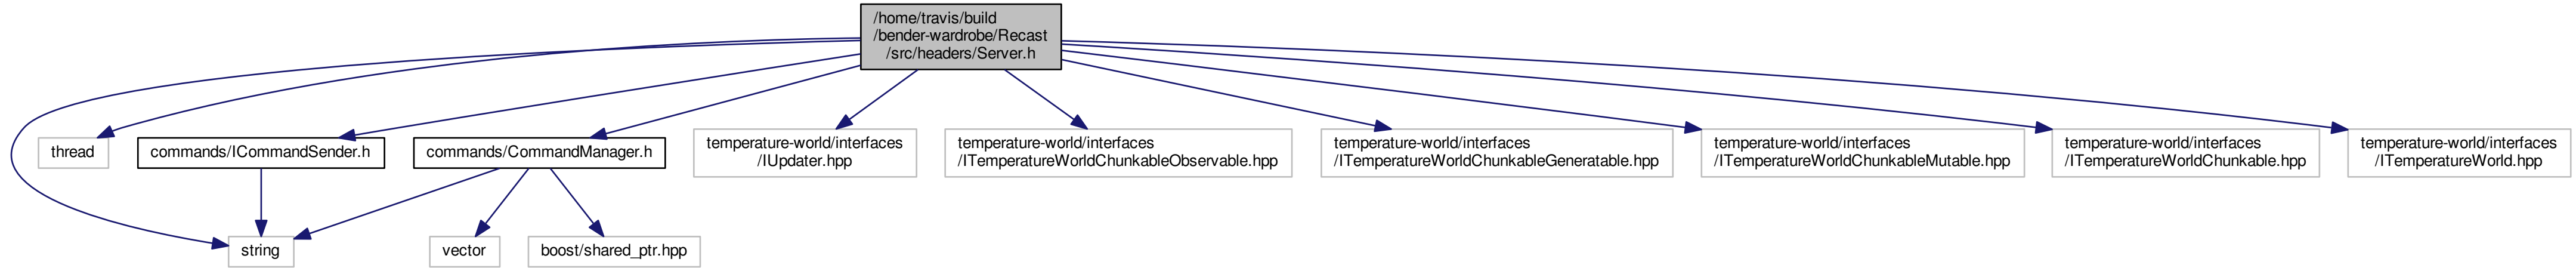 /home/travis/build
/bender-wardrobe/Recast
/src/headers/Server.h
thread
commands/ICommandSender.h
commands/CommandManager.h
temperature-world/interfaces
/IUpdater.hpp
temperature-world/interfaces
/ITemperatureWorldChunkableObservable.hpp
temperature-world/interfaces
/ITemperatureWorldChunkableGeneratable.hpp
temperature-world/interfaces
/ITemperatureWorldChunkableMutable.hpp
temperature-world/interfaces
/ITemperatureWorldChunkable.hpp
temperature-world/interfaces
/ITemperatureWorld.hpp
string
vector
boost/shared_ptr.hpp